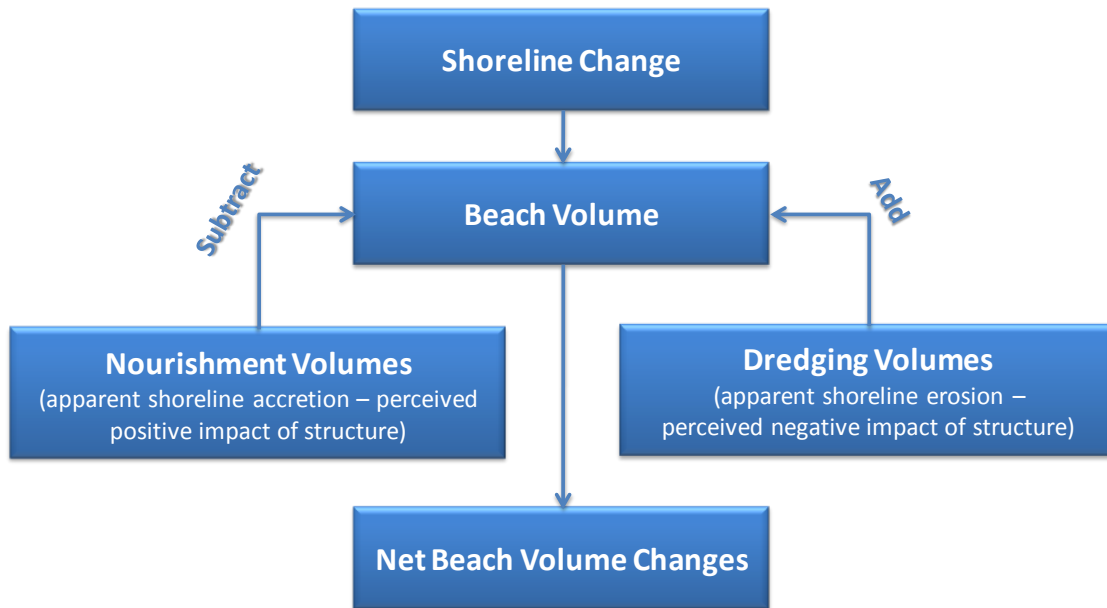 Shoreline Change
Subtract
Beach Volume
Add
Nourishment Volumes
(apparent shoreline accretion – perceived
positive impact of structure)
Dredging Volumes
(apparent shoreline erosion –
perceived negative impact of structure)
Net Beach Volume Changes